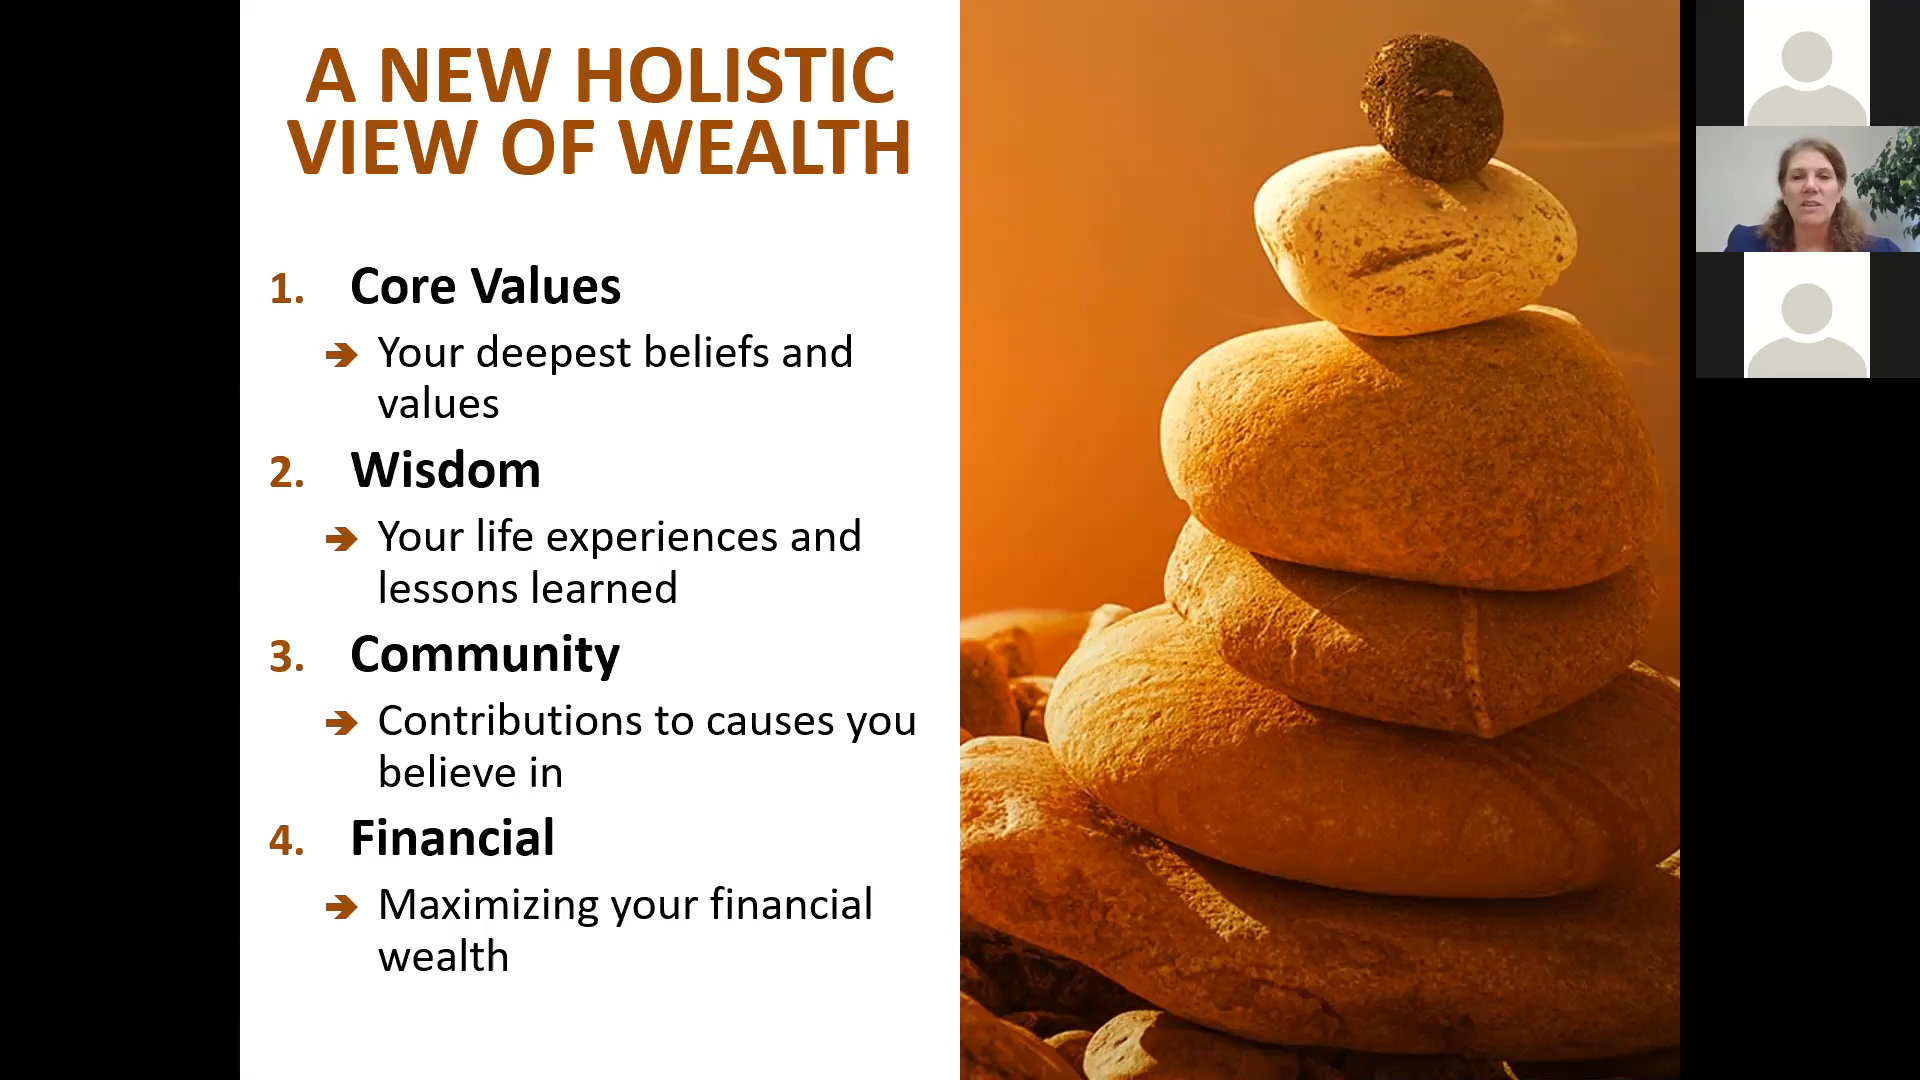 A NEW HOLISTIC
VIEW OF WEALTH
1. Core Values
➔ Your deepest beliefs and
values
2. Wisdom
➔ Your life experiences and
lessons learned
3. Community
➔ Contributions to causes you
believe in
4. Financial
➔ Maximizing your financial
wealth